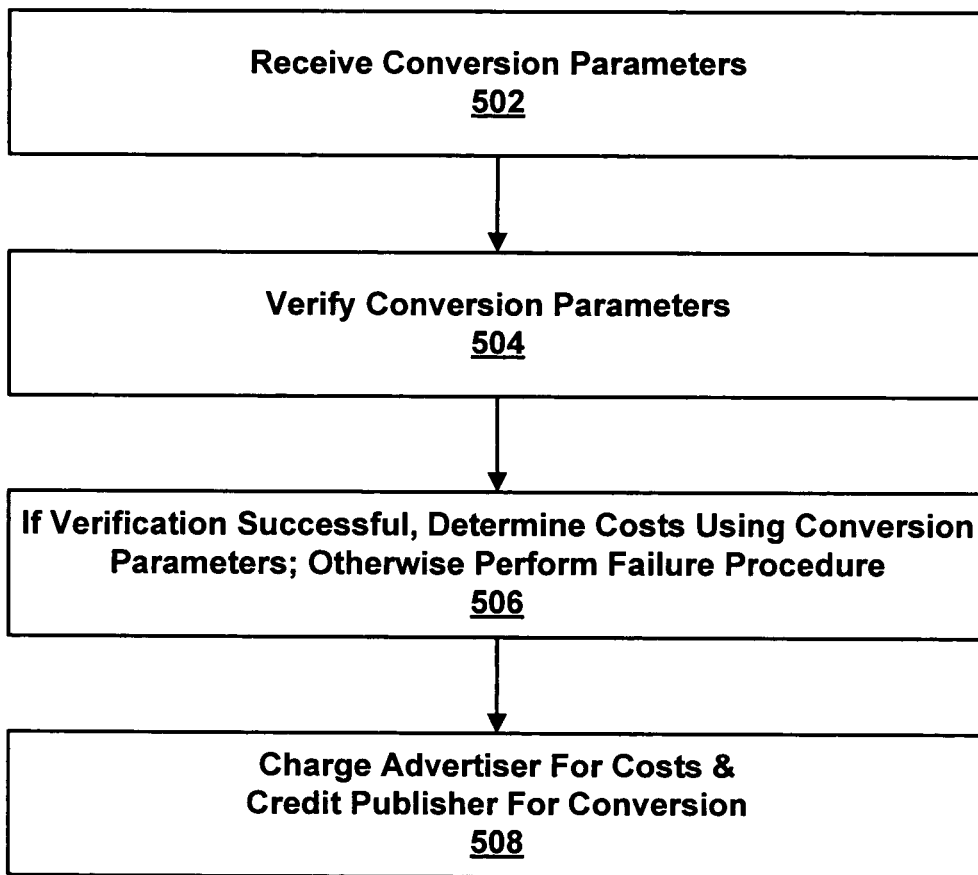 Receive Conversion Parameters
502
Verify Conversion Parameters
504
If Verification Successful, Determine Costs Using Conversion
Parameters; Otherwise Perform Failure Procedure
506
Charge Advertiser For Costs &
Credit Publisher For Conversion
508